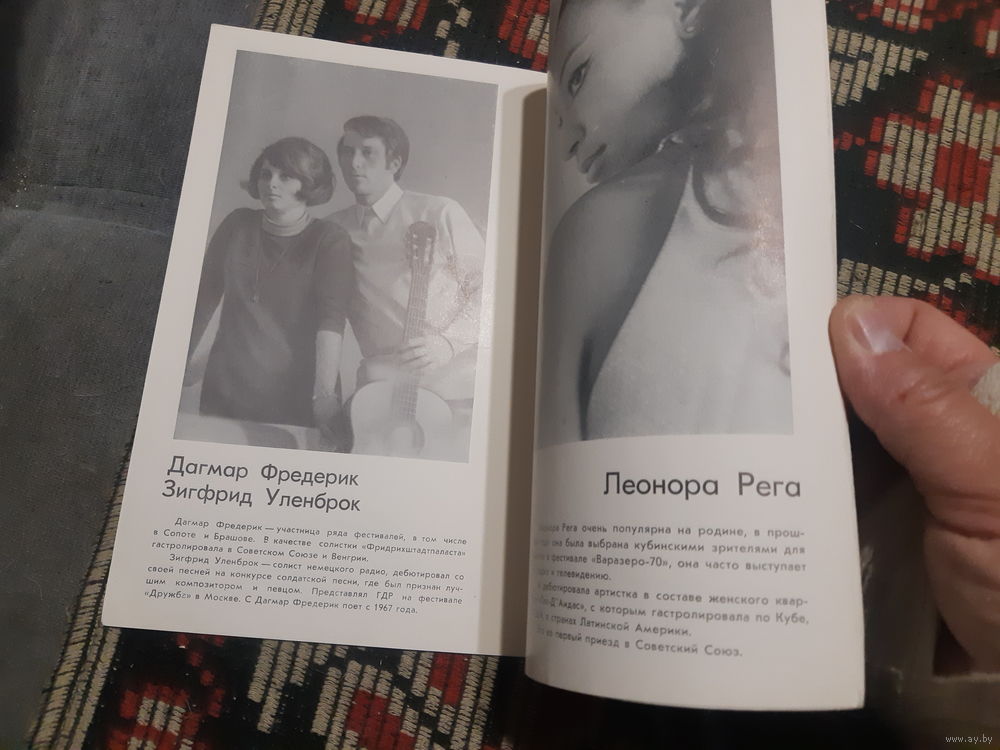 Дагмар Фредерик
Зигфрид Уленброк
Дагмар Фредерик — участница ряда фестивалей, в том числе
в Сопоте и Брашове. В качестве солистки «Фридрихштадтпаласта»
гастролировала в Советском Союзе и Венгрии.
Зигфрид Уленброк — солист немецкого радио, дебютировал со
своей песней на конкурсе солдатской песни, где был признан луч-
шим композитором и певцом. Представлял ГДР на фестивале
«Дружба» в Москве. С Дагмар Фредерик поет с 1967 года.
Леонора Рега
Рега очень популярна на родине, в прош-
она была выбрана кубинскими зрителями для
фестивале «Варазеро-70», она часто выступает
и телевидению.
дебютировала артистка в составе женского квар-
с которым гастролировала по Кубе,
в странах Латинской Америки.
ее первый приезд в Советский Союз.
www.ay.by